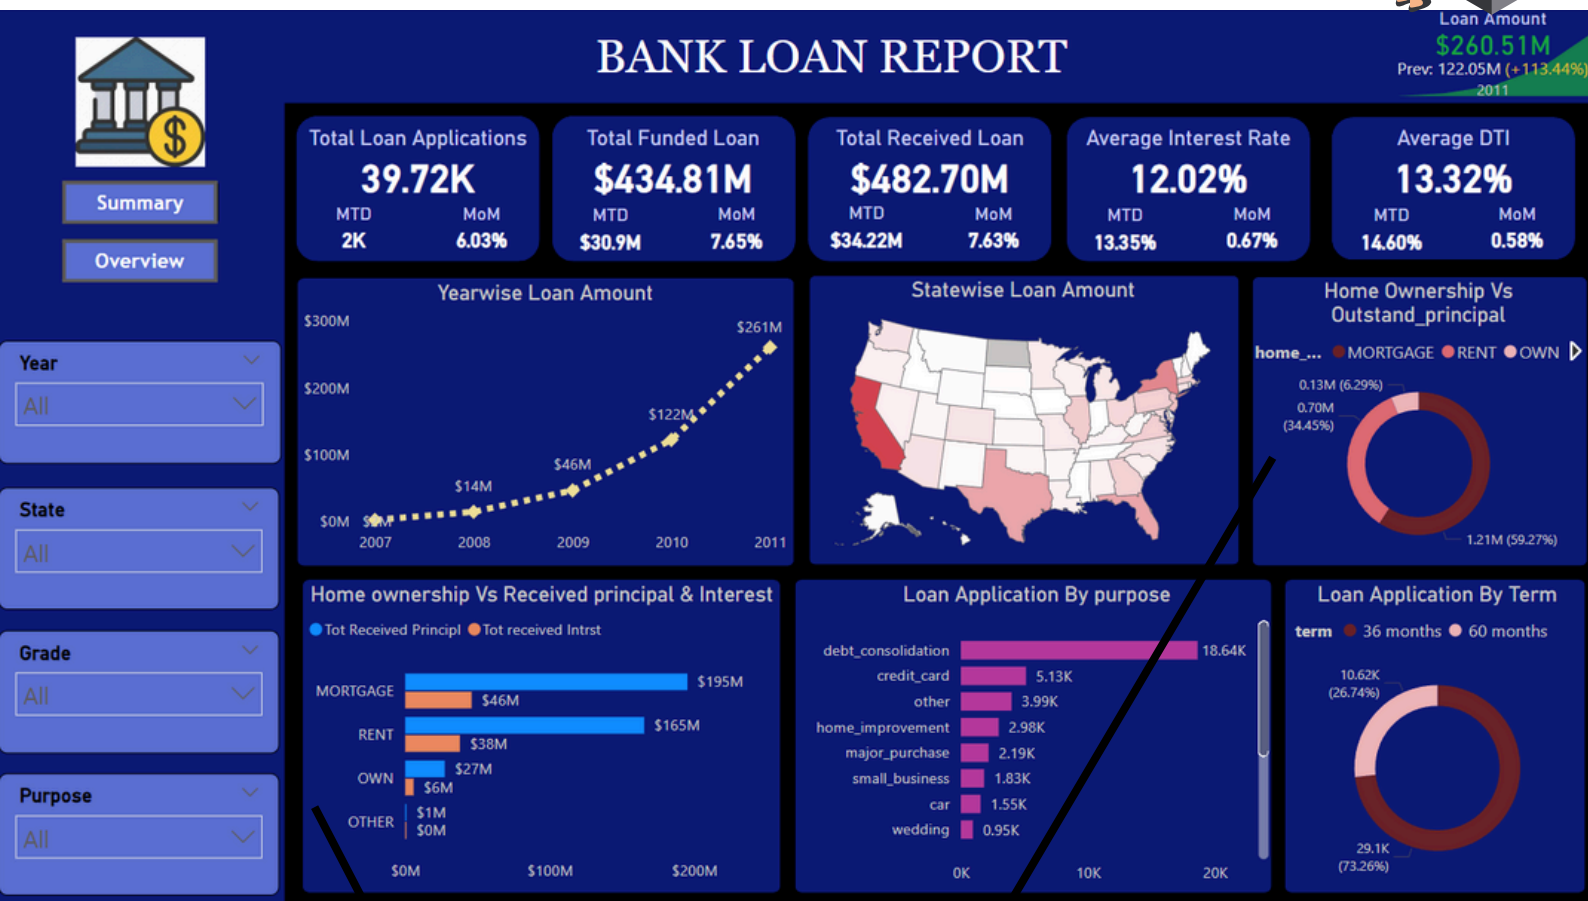 BANK LOAN REPORT
Loan Amount
$260.51M
Prev: 122.05M (+113.44%)
2011
Summary
Overview
Total Loan Applications
39.72K
MTD MoM
2K 6.03%
Total Funded Loan
$434.81M
MTD MoM
$30.9M 7.65%
Total Received Loan
$482.70M
MTD MoM
$34.22M 7.63%
Average Interest Rate
12.02%
MTD MoM
13.35% 0.67%
Average DTI
13.32%
MTD MoM
14.60% 0.58%
Year
All
State
All
Grade
All
Purpose
All
Yearwise Loan Amount
$300M
$200M
$100M
$0M
$14M
$46M
$122M
$261M
2007 2008 2009 2010 2011
Statewise Loan Amount
Home Ownership Vs
Outstand_principal
home_... MORTGAGE RENT OWN
0.13M (6.29%)
0.70M
(34.45%)
1.21M (59.27%)
Home ownership Vs Received principal & Interest
Tot Received Principl Tot received Intrst
MORTGAGE $195M
$46M
RENT $165M
$38M
OWN $27M
$6M
OTHER $1M
$0M
$0M $100M $200M
Loan Application By purpose
debt_consolidation 18.64K
credit_card 5.13K
other 3.99K
home_improvement 2.98K
major_purchase 2.19K
small_business 1.83K
car 1.55K
wedding 0.95K
0K 10K 20K
Loan Application By Term
term 36 months 60 months
10.62K
(26.74%)
29.1K
(73.26%)